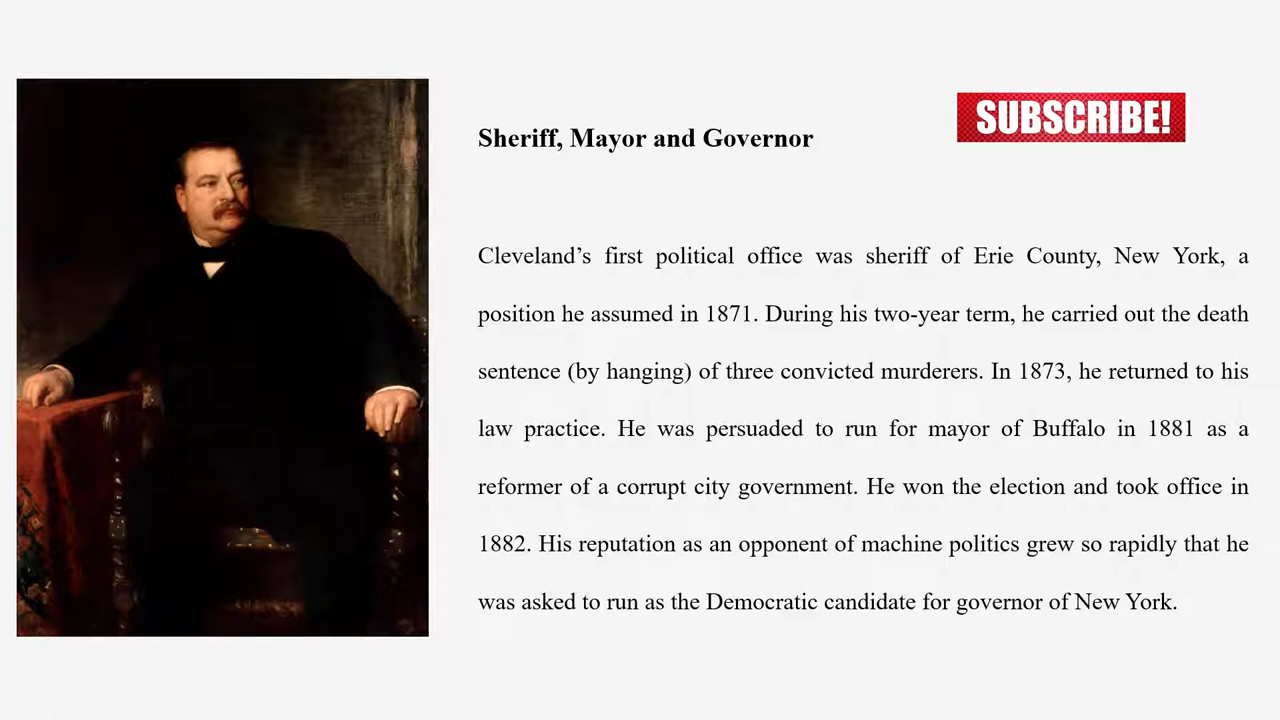 SUBSCRIBE!
Sheriff, Mayor and Governor
Cleveland’s first political office was sheriff of Erie County, New York, a
position he assumed in 1871. During his two-year term, he carried out the death
sentence (by hanging) of three convicted murderers. In 1873, he returned to his
law practice. He was persuaded to run for mayor of Buffalo in 1881 as a
reformer of a corrupt city government. He won the election and took office in
1882. His reputation as an opponent of machine politics grew so rapidly that he
was asked to run as the Democratic candidate for governor of New York.